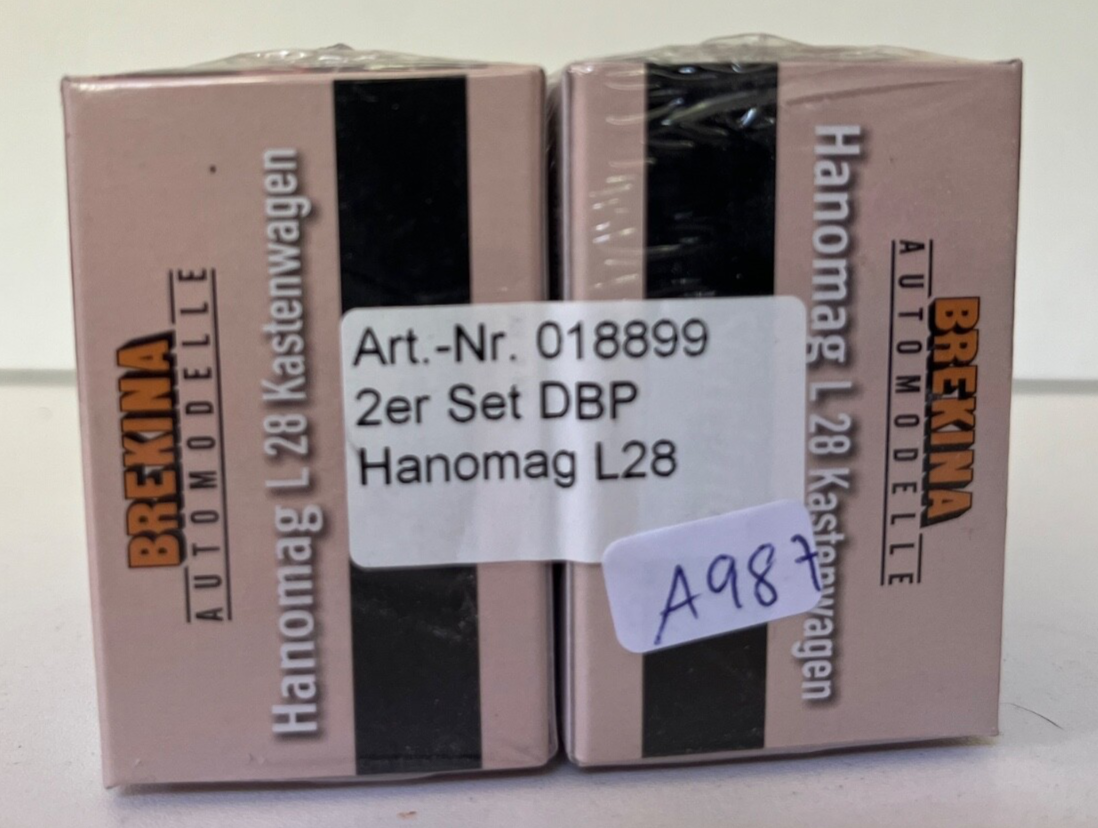 BREKINA
AUTOMODELLE
Hanomag L 28 Kastenwagen
Art.-Nr. 018899
2er Set DBP
Hanomag L28
A987
Hanomag L 28 Kastenwagen
BREKINA
AUTOMODELLE